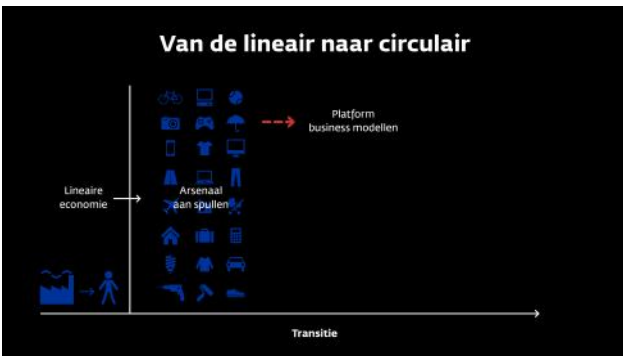 Van de lineair naar circulair
Platform
business modellen
Lineaire
economie
Arsenaal
aan spullen
Transitie